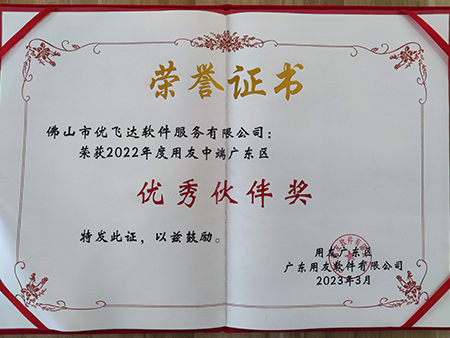 荣誉证书
佛山市优飞达软件服务有限公司：
荣获2022年度用友中端广东区
优秀伙伴奖
特发此证，以兹鼓励。
用友广东区
广东用友软件有限公司
2023年3月